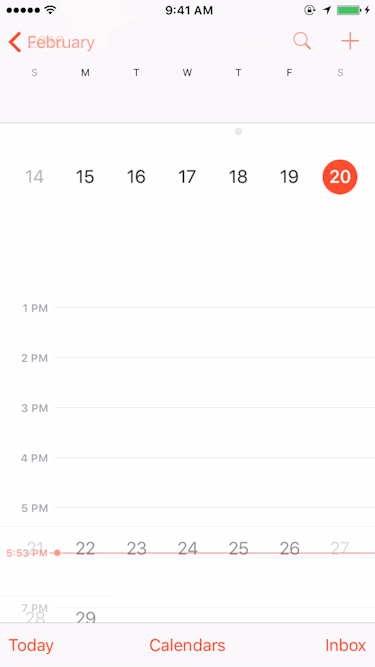 9:41 AM
February
S M T W T F S
14 15 16 17 18 19 20
1 PM
2 PM
3 PM
4 PM
5 PM
21 22 23 24 25 26 27
5:53 PM
7 PM
28 29
Today Calendars Inbox